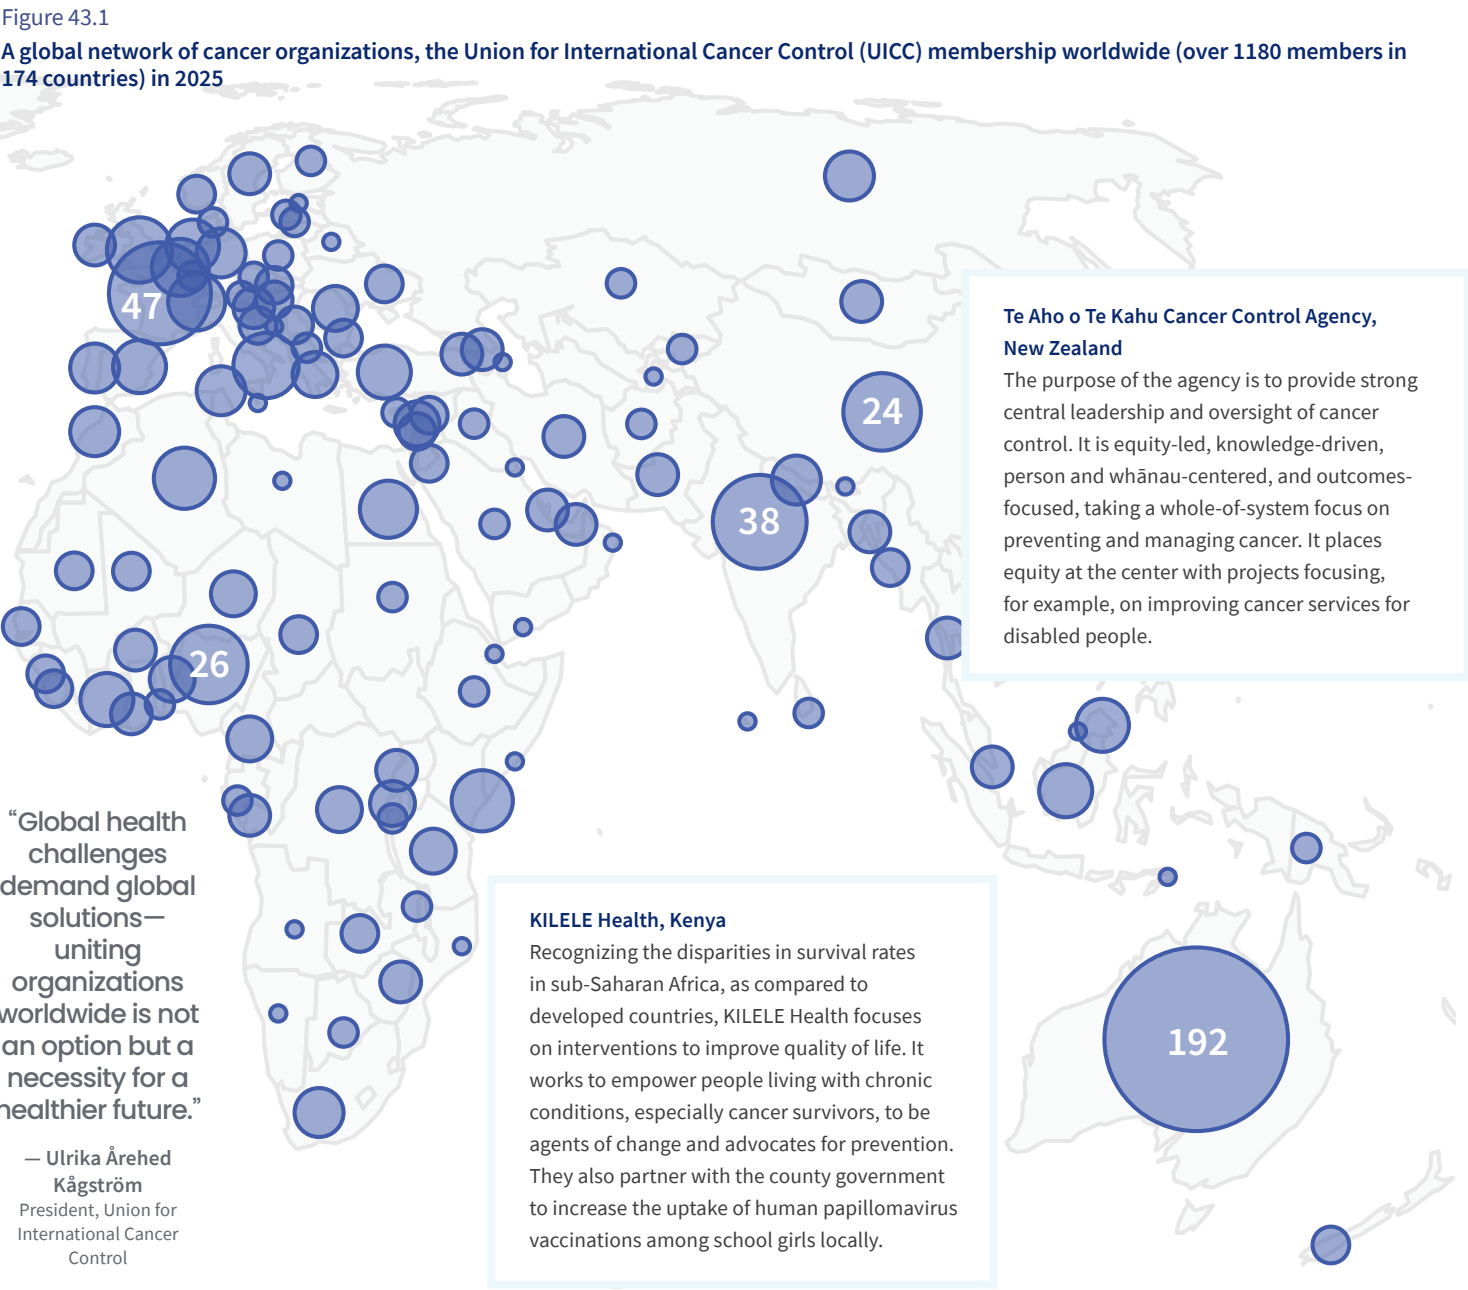 Figure 43.1
A global network of cancer organizations, the Union for International Cancer Control (UICC) membership worldwide (over 1180 members in
174 countries) in 2025
47
24
38
26
192
Te Aho o Te Kahu Cancer Control Agency,
New Zealand
The purpose of the agency is to provide strong
central leadership and oversight of cancer
control. It is equity-led, knowledge-driven,
person and whānau-centered, and outcomes-
focused, taking a whole-of-system focus on
preventing and managing cancer. It places
equity at the center with projects focusing,
for example, on improving cancer services for
disabled people.
“Global health
challenges
demand global
solutions—
uniting
organizations
worldwide is not
an option but a
necessity for a
healthier future.”
— Ulrika Årehed
Kågström
President, Union for
International Cancer
Control
KILELE Health, Kenya
Recognizing the disparities in survival rates
in sub-Saharan Africa, as compared to
developed countries, KILELE Health focuses
on interventions to improve quality of life. It
works to empower people living with chronic
conditions, especially cancer survivors, to be
agents of change and advocates for prevention.
They also partner with the county government
to increase the uptake of human papillomavirus
vaccinations among school girls locally.